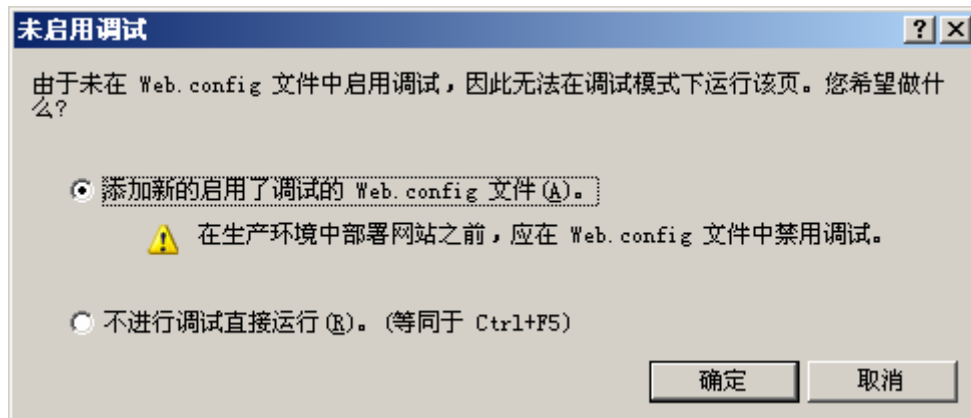 未启用调试
由于未在 Web.config 文件中启用调试，因此无法在调试模式下运行该页。您希望做什
么?
添加新的启用了调试的 Web.config 文件(A)。
在生产环境中部署网站之前，应在 Web.config 文件中禁用调试。
不进行调试直接运行(R)。(等同于 Ctrl+F5)
确定 取消